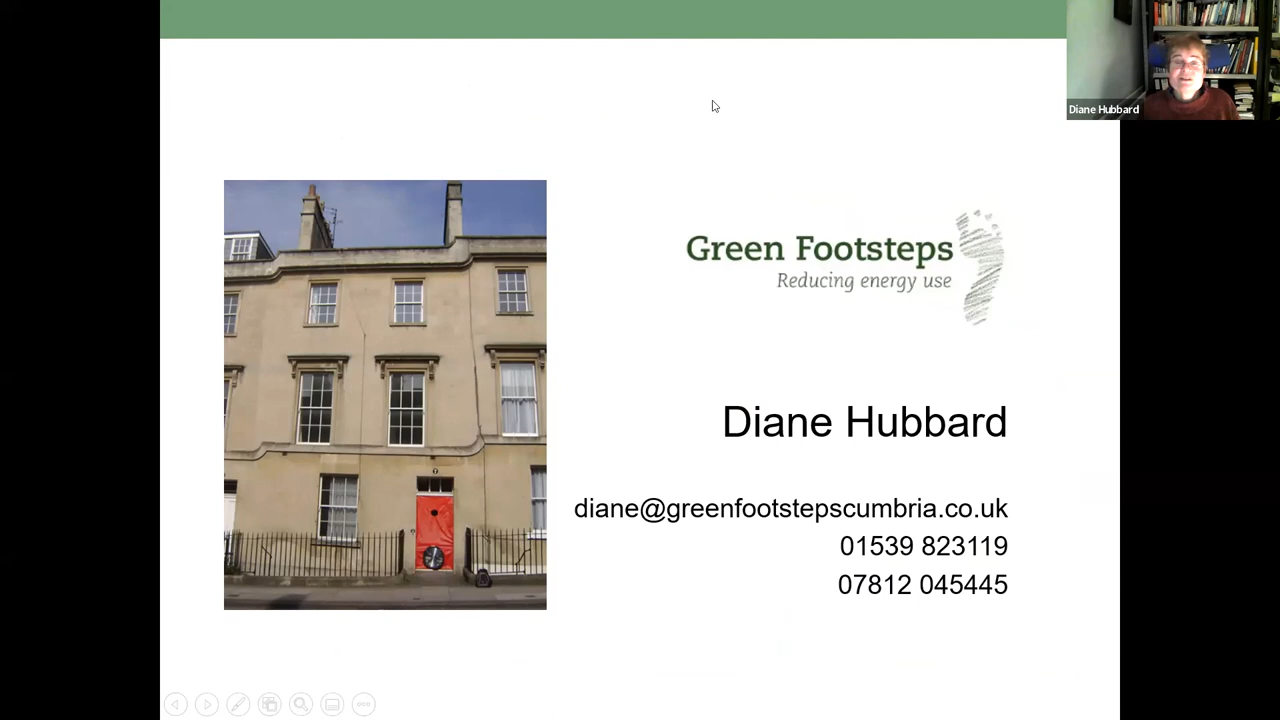 Diane Hubbard
Green Footsteps
Reducing energy use
Diane Hubbard
diane@greenfootstepscumbria.co.uk
01539 823119
07812 045445